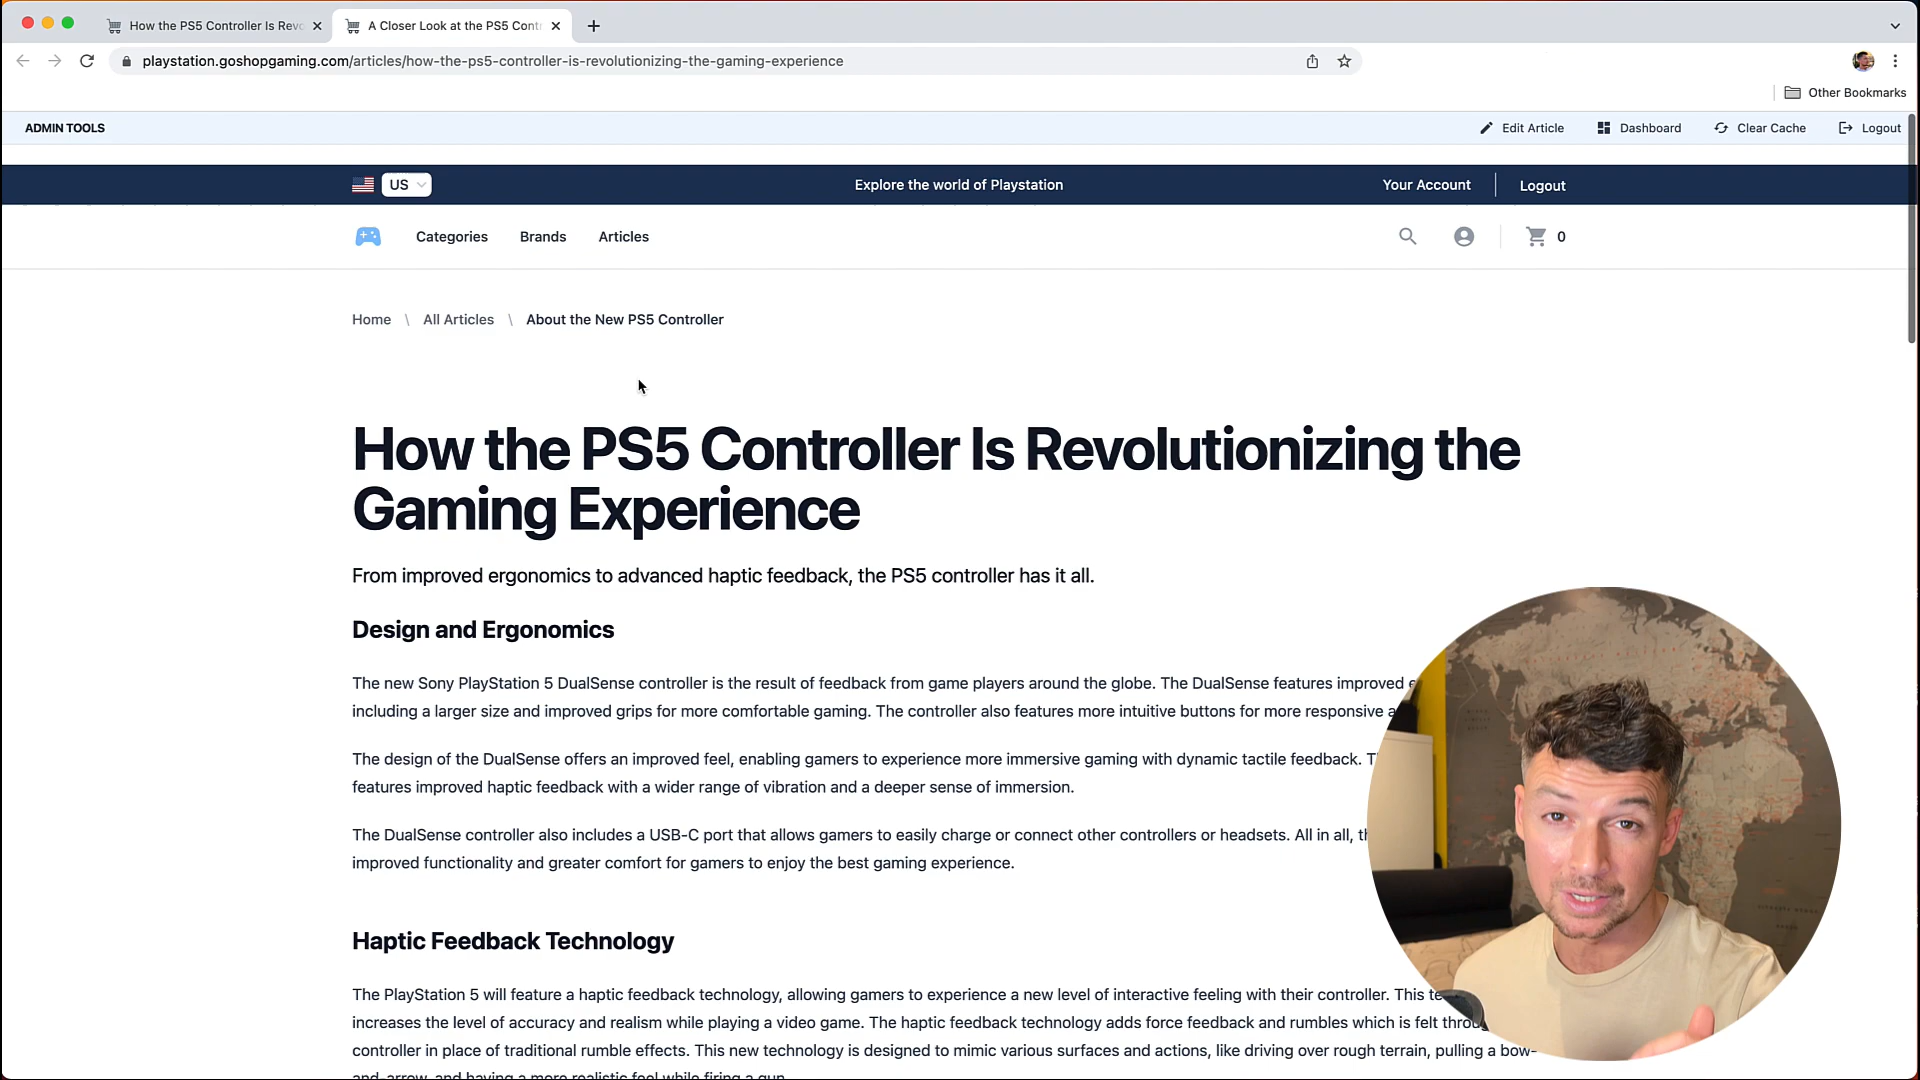 How the PS5 Controller Is Revo
A Closer Look at the PS5 Cont
playstation.goshopgaming.com/articles/how-the-ps5-controller-is-revolutionizing-the-gaming-experience
Other Bookmarks
ADMIN TOOLS
Edit Article
Dashboard
Clear Cache
Logout
US
Explore the world of Playstation
Your Account
Logout
Categories
Brands
Articles
0
Home \ All Articles \ About the New PS5 Controller
How the PS5 Controller Is Revolutionizing the
Gaming Experience
From improved ergonomics to advanced haptic feedback, the PS5 controller has it all.
Design and Ergonomics
The new Sony PlayStation 5 DualSense controller is the result of feedback from game players around the globe. The DualSense features improved
including a larger size and improved grips for more comfortable gaming. The controller also features more intuitive buttons for more responsive
The design of the DualSense offers an improved feel, enabling gamers to experience more immersive gaming with dynamic tactile feedback.
features improved haptic feedback with a wider range of vibration and a deeper sense of immersion.
The DualSense controller also includes a USB-C port that allows gamers to easily charge or connect other controllers or headsets. All in all,
improved functionality and greater comfort for gamers to enjoy the best gaming experience.
Haptic Feedback Technology
The PlayStation 5 will feature a haptic feedback technology, allowing gamers to experience a new level of interactive feeling with their controller. This
increases the level of accuracy and realism while playing a video game. The haptic feedback technology adds force feedback and rumbles which is felt
controller in place of traditional rumble effects. This new technology is designed to mimic various surfaces and actions, like driving over rough terrain, pulling a bow-
and-arrow, and having a more realistic feel while firing a gun.